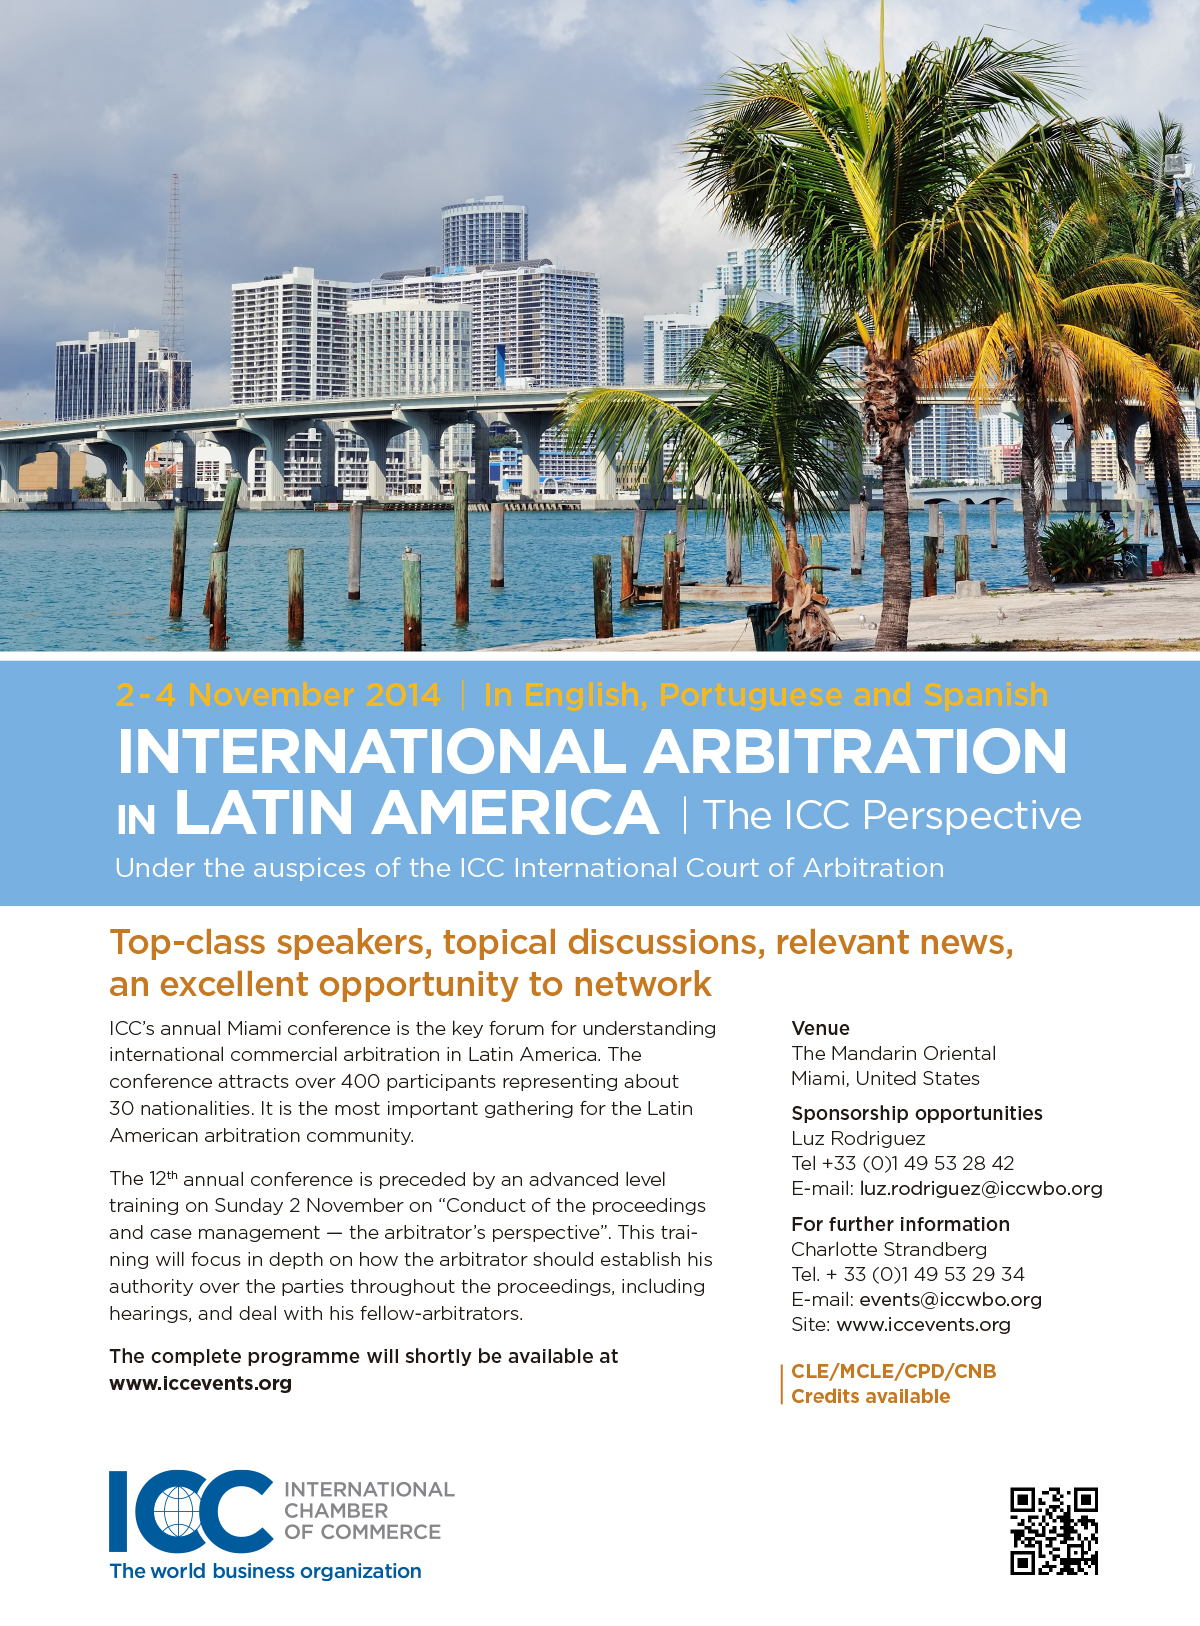 2-4 November 2014 | In English, Portuguese and Spanish
INTERNATIONAL ARBITRATION
IN LATIN AMERICA | The ICC Perspective
Under the auspices of the ICC International Court of Arbitration
Top-class speakers, topical discussions, relevant news,
an excellent opportunity to network
ICC's annual Miami conference is the key forum for understanding
international commercial arbitration in Latin America. The
conference attracts over 400 participants representing about
30 nationalities. It is the most important gathering for the Latin
American arbitration community.
The 12th annual conference is preceded by an advanced level
training on Sunday 2 November on “Conduct of the proceedings
and case management — the arbitrator's perspective”. This trai-
ning will focus in depth on how the arbitrator should establish his
authority over the parties throughout the proceedings, including
hearings, and deal with his fellow-arbitrators.
The complete programme will shortly be available at
www.iccevents.org
Venue
The Mandarin Oriental
Miami, United States
Sponsorship opportunities
Luz Rodriguez
Tel +33 (0)1 49 53 28 42
E-mail: luz.rodriguez@iccwbo.org
For further information
Charlotte Strandberg
Tel. + 33 (0)1 49 53 29 34
E-mail: events@iccwbo.org
Site: www.iccevents.org
CLE/MCLE/CPD/CNB
Credits available
ICC INTERNATIONAL
CHAMBER
OF COMMERCE
The world business organization